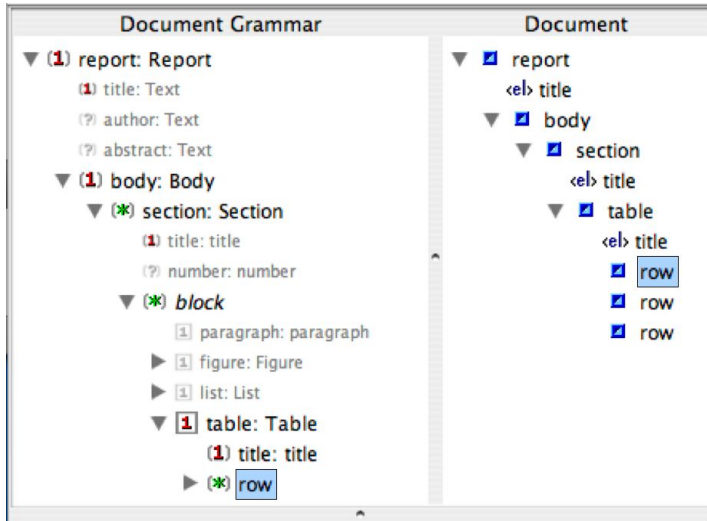 Document Grammar
(1) report: Report
(1) title: Text
(?) author: Text
(?) abstract: Text
(1) body: Body
(*) section: Section
(1) title: title
(?) number: number
(*) block
1 paragraph: paragraph
1 figure: Figure
1 list: List
1 table: Table
(1) title: title
(*) row
Document
report
<el> title
body
section
<el> title
table
<el> title
row
row
row